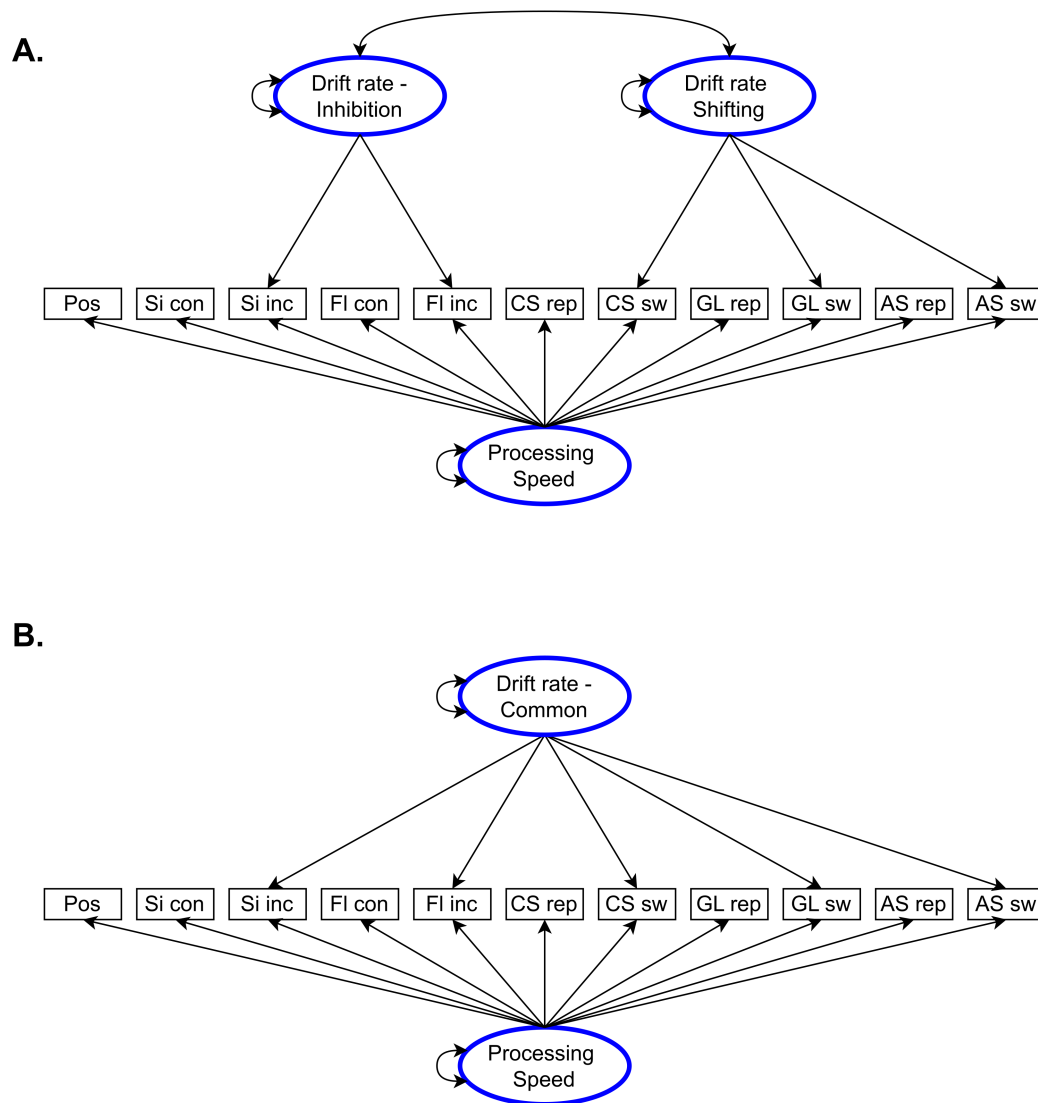 A.
Drift rate -
Inhibition
Drift rate
Shifting
Pos Si con Si inc Fl con Fl inc CS rep CS sw GL rep GL sw AS rep AS sw
Processing
Speed
B.
Drift rate -
Common
Pos Si con Si inc Fl con Fl inc CS rep CS sw GL rep GL sw AS rep AS sw
Processing
Speed